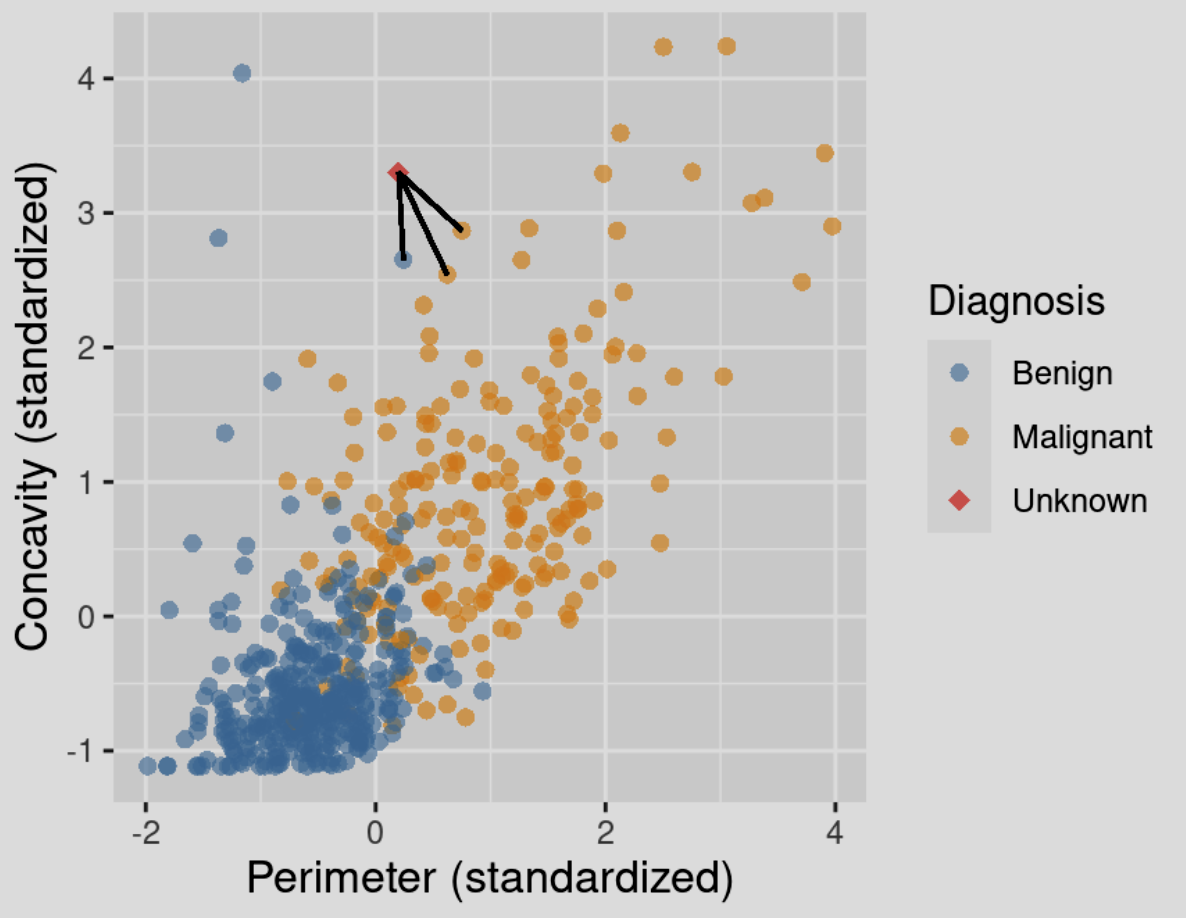 4
3
2
1
0
-1
-2
0
2
4
Concavity (standardized)
Perimeter (standardized)
Diagnosis
Benign
Malignant
Unknown